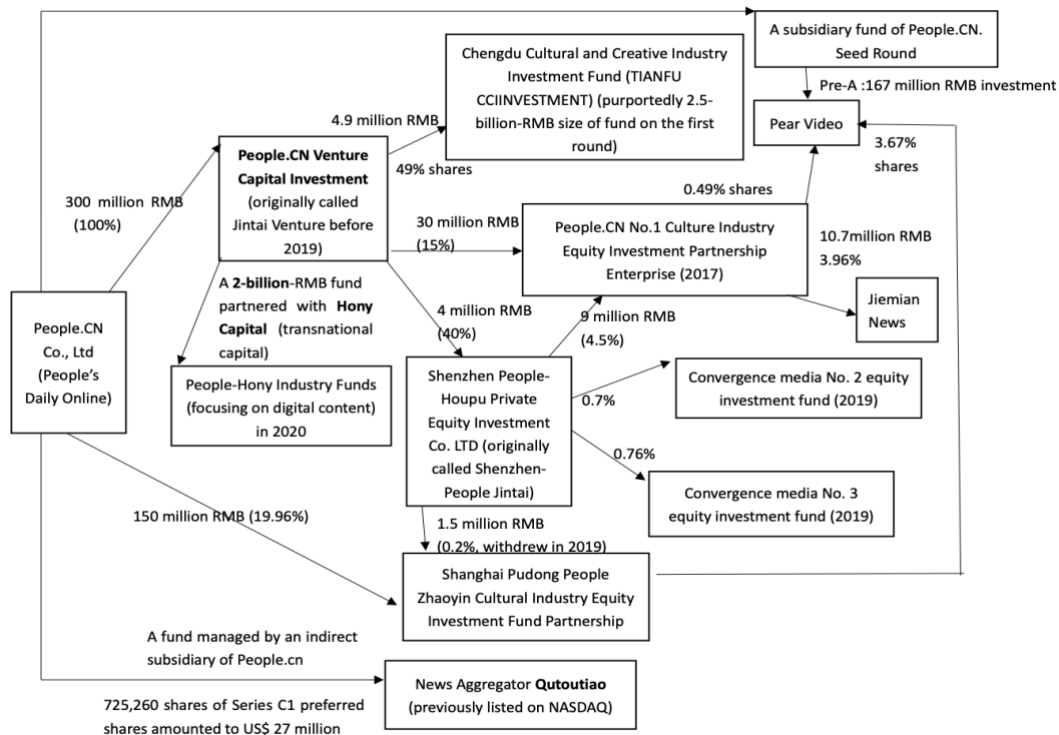 A subsidiary fund of People.CN.
Seed Round
Pre-A :167 million RMB investment
Pear Video
3.67%
shares
Chengdu Cultural and Creative Industry
Investment Fund (TIANFU
CCIINVESTMENT) (purportedly 2.5-
billion-RMB size of fund on the first
round)
4.9 million RMB
49% shares
People.CN Venture
Capital Investment
(originally called
Jintai Venture before
2019)
300 million RMB
(100%)
0.49% shares
30 million RMB
(15%)
People.CN No.1 Culture Industry
Equity Investment Partnership
Enterprise (2017)
10.7million RMB
3.96%
Jiemian
News
A 2-billion-RMB fund
partnered with Hony
Capital (transnational
capital)
4 million RMB
(40%)
9 million RMB
(4.5%)
People.CN
Co., Ltd
(People’s
Daily Online)
People-Hony Industry Funds
(focusing on digital content)
in 2020
Shenzhen People-
Houpu Private
Equity Investment
Co. LTD (originally
called Shenzhen-
People Jintai)
0.7%
Convergence media No. 2 equity
investment fund (2019)
0.76%
Convergence media No. 3
equity investment fund (2019)
150 million RMB (19.96%)
1.5 million RMB
(0.2%, withdrew in 2019)
Shanghai Pudong People
Zhaoyin Cultural Industry Equity
Investment Fund Partnership
A fund managed by an indirect
subsidiary of People.cn
725,260 shares of Series C1 preferred
shares amounted to US$ 27 million
News Aggregator Qutoutiao
(previously listed on NASDAQ)